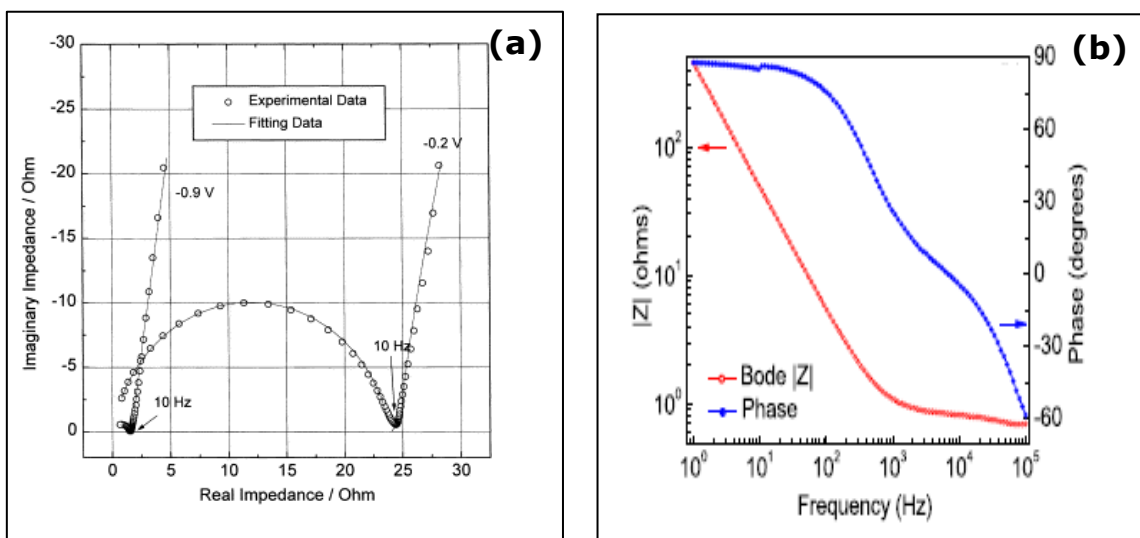 (a)
-30
-25
-20
-15
-10
-5
0
Imaginary Impedance / Ohm
Experimental Data
Fitting Data
-0.2 V
-0.9 V
10 Hz
10 Hz
0 5 10 15 20 25 30
Real Impedance / Ohm
(b)
10²
10¹
10⁰
|Z| (ohms)
90
60
30
0
-30
-60
Phase (degrees)
Bode |Z|
Phase
10⁰ 10¹ 10² 10³ 10⁴ 10⁵
Frequency (Hz)